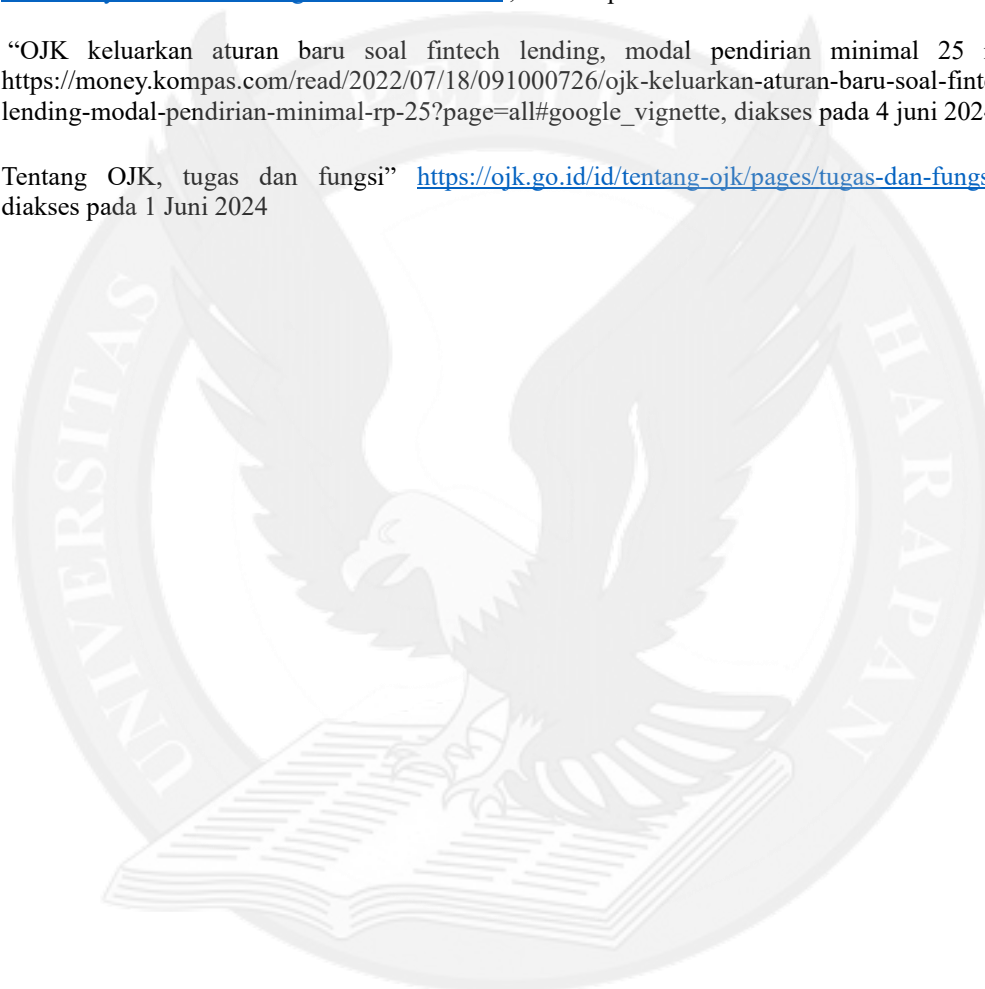 “OJK keluarkan aturan baru soal fintech lending, modal pendirian minimal 25
https://money.kompas.com/read/2022/07/18/091000726/ojk-keluarkan-aturan-baru-soal-finte
lending-modal-pendirian-minimal-rp-25?page=all#google_vignette, diakses pada 4 juni 202
Tentang OJK, tugas dan fungsi” https://ojk.go.id/id/tentang-ojk/pages/tugas-dan-fungs
diakses pada 1 Juni 2024
UNIVERSITAS
HARAPAN